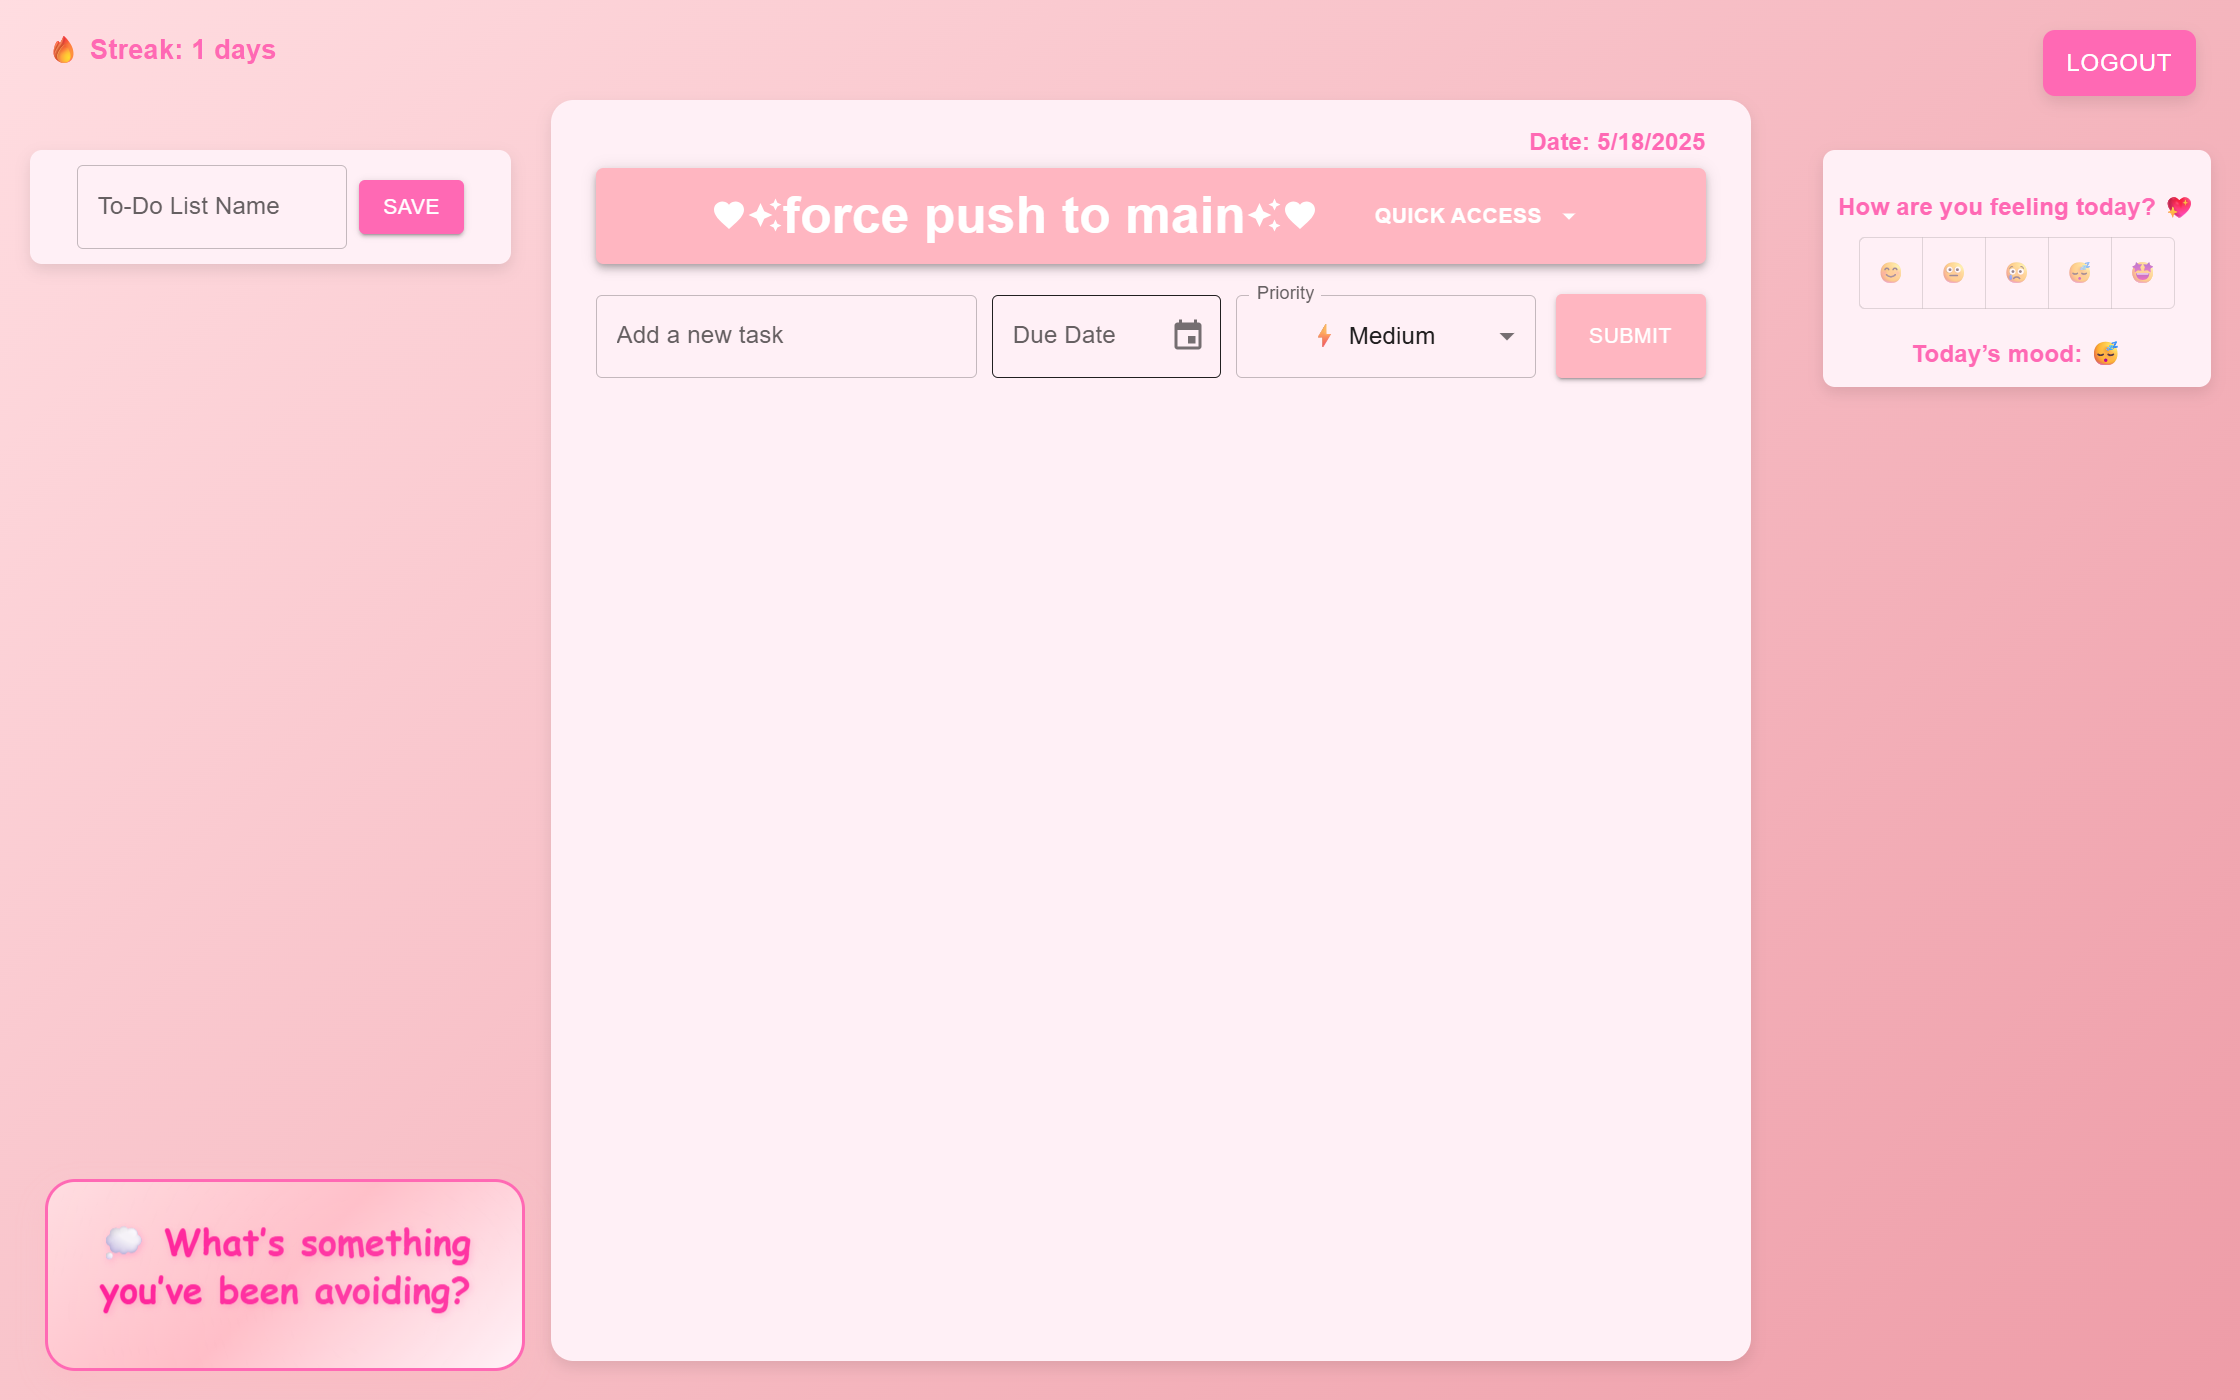 🔥 Streak: 1 days
LOGOUT
To-Do List Name
SAVE
Date: 5/18/2025
force push to main
QUICK ACCESS
Add a new task
Due Date
Priority
Medium
SUBMIT
How are you feeling today? 💖
Today’s mood: 😴
💭 What's something
you've been avoiding?